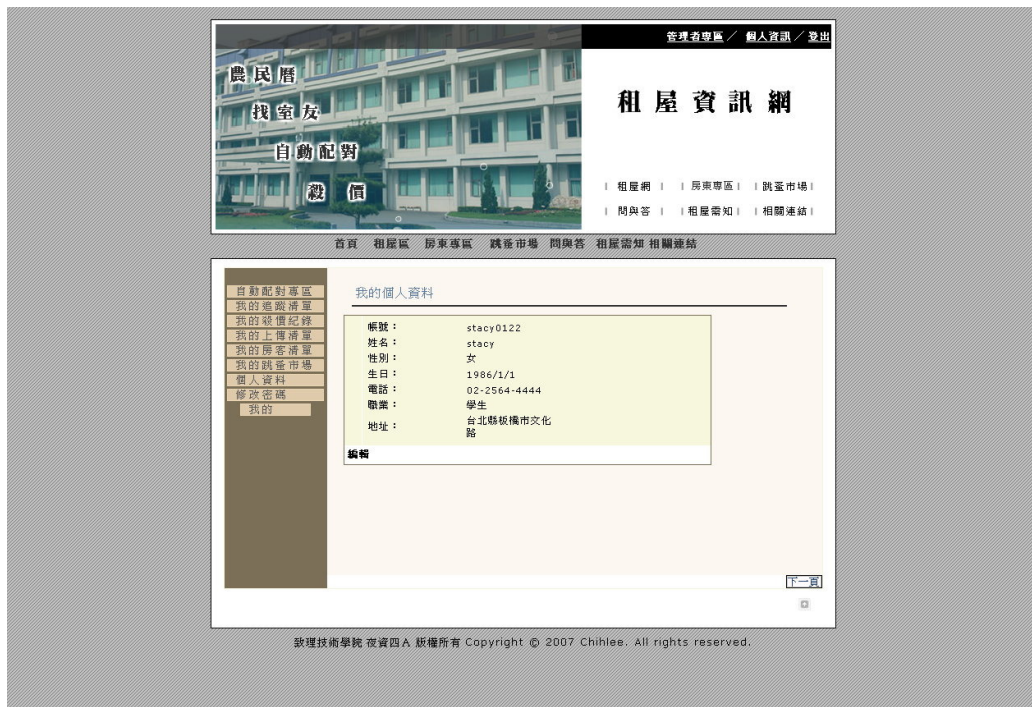 管理者專區／ 個人資訊／登出
農民曆
找室友
自動配對
殺價
租屋資訊網
| 租屋網 | | 房東專區 | | 跳蚤市場 |
| 問與答 | | 租屋需知 | | 相關連結 |
首頁 租屋區 房東專區 跳蚤市場 問與答 租屋需知 相關連結
自動配對專區
我的追蹤清單
我的殺價紀錄
我的上傳清單
我的房客清單
我的跳蚤市場
個人資料
修改密碼
我的
我的個人資料
帳號： stacy0122
姓名： stacy
性別： 女
生日： 1986/1/1
電話： 02-2564-4444
職業： 學生
地址： 台北縣板橋市文化
路
編輯
下一頁
致理技術學院 夜資四A 版權所有 Copyright © 2007 Chihlee. All rights reserved.